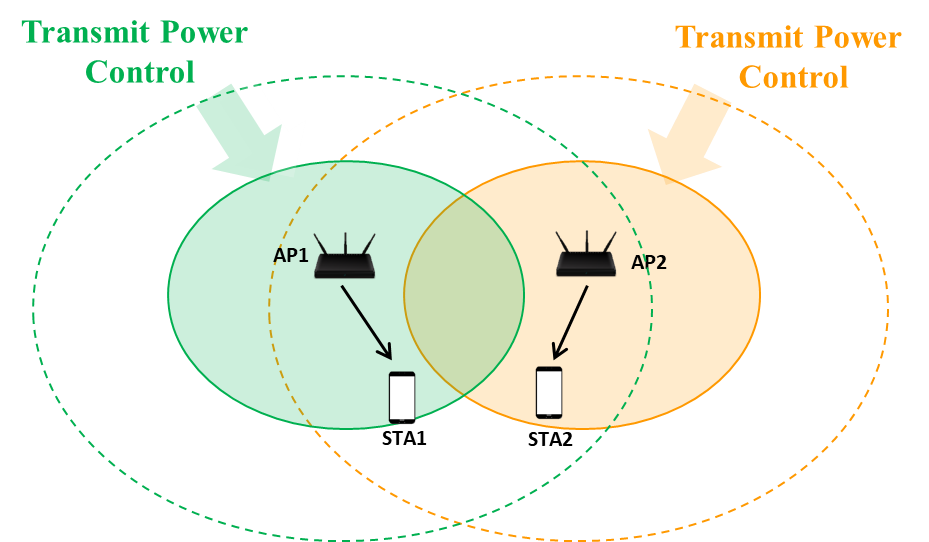 Transmit Power
Control
Transmit Power
Control
AP1
AP2
STA1
STA2